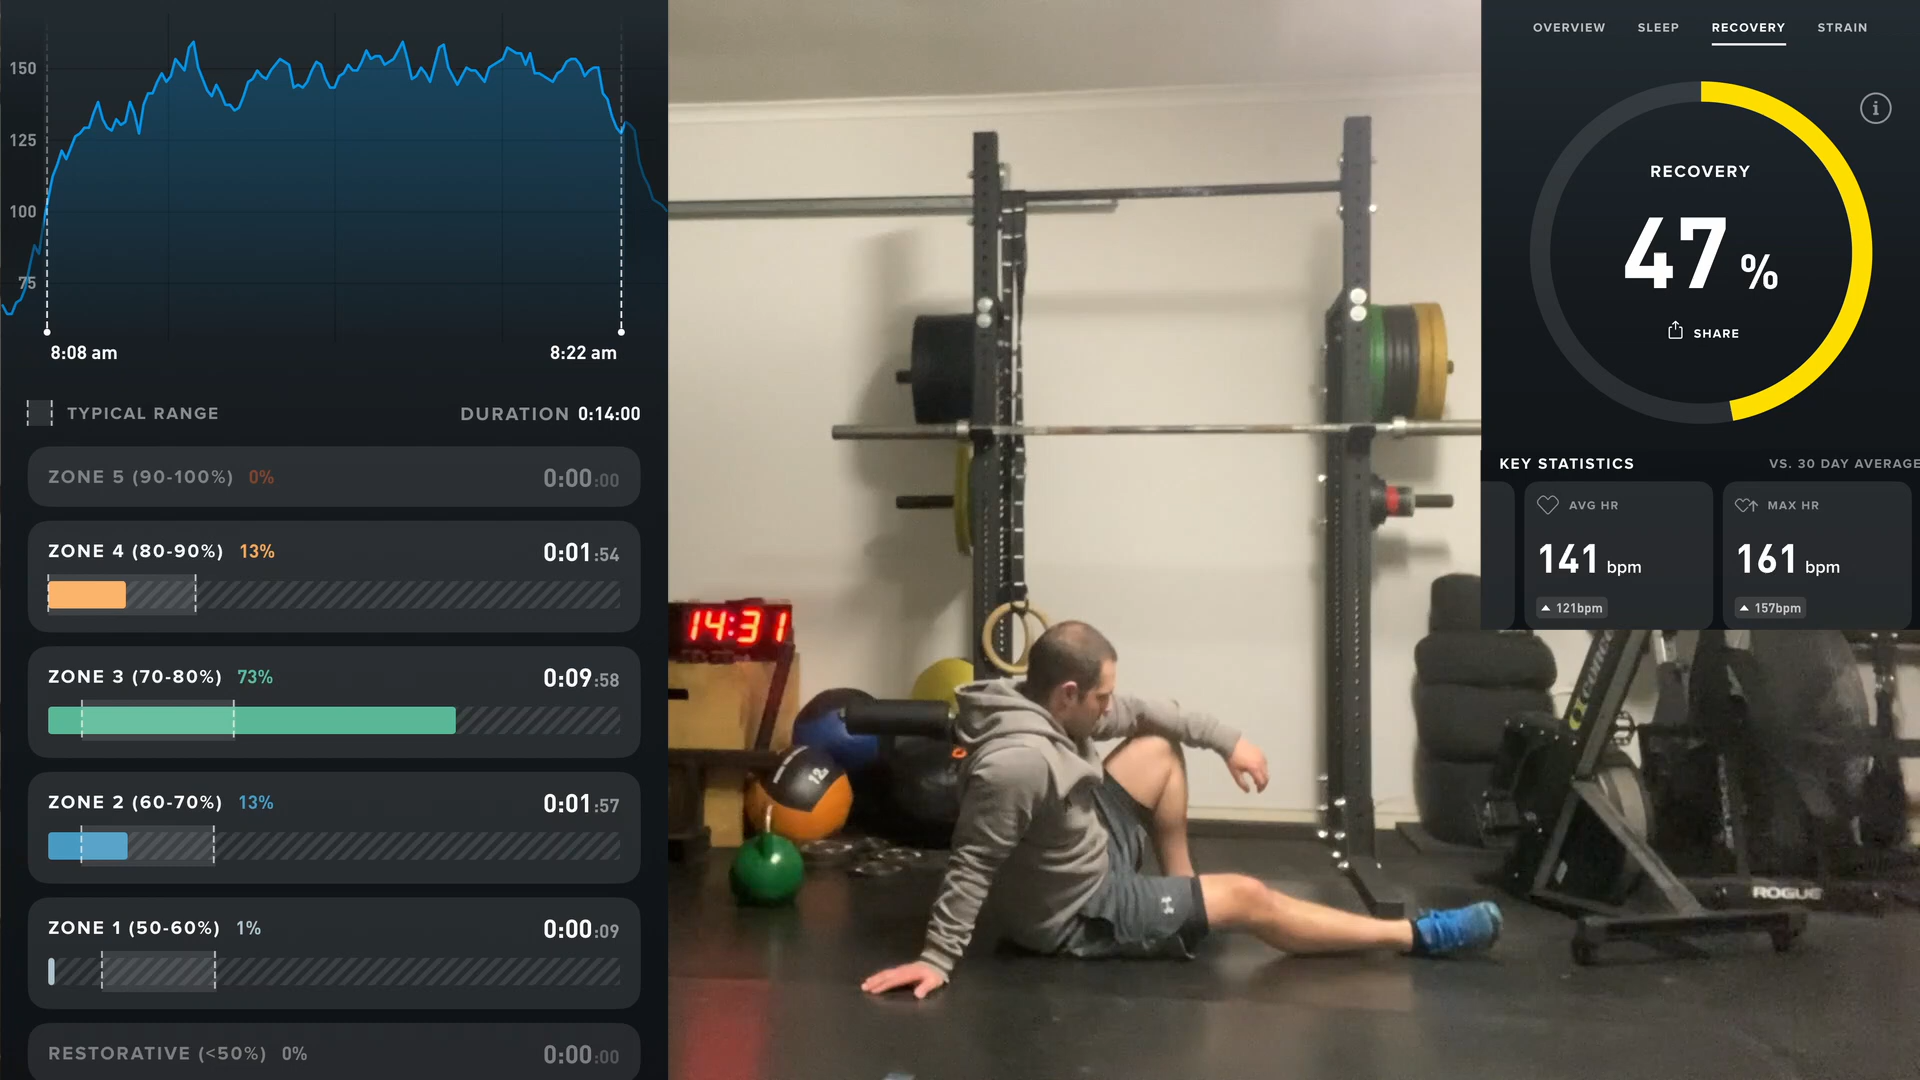 150
125
100
75
8:08 am
8:22 am
TYPICAL RANGE
DURATION 0:14:00
ZONE 5 (90-100%) 0% 0:00:00
ZONE 4 (80-90%) 13% 0:01:54
ZONE 3 (70-80%) 73% 0:09:58
ZONE 2 (60-70%) 13% 0:01:57
ZONE 1 (50-60%) 1% 0:00:09
RESTORATIVE (<50%) 0% 0:00:00
14:31
12
ROGUE
OVERVIEW SLEEP RECOVERY STRAIN
i
RECOVERY
47%
SHARE
KEY STATISTICS VS. 30 DAY AVERAGE
AVG HR
141 bpm
121bpm
MAX HR
161 bpm
157bpm